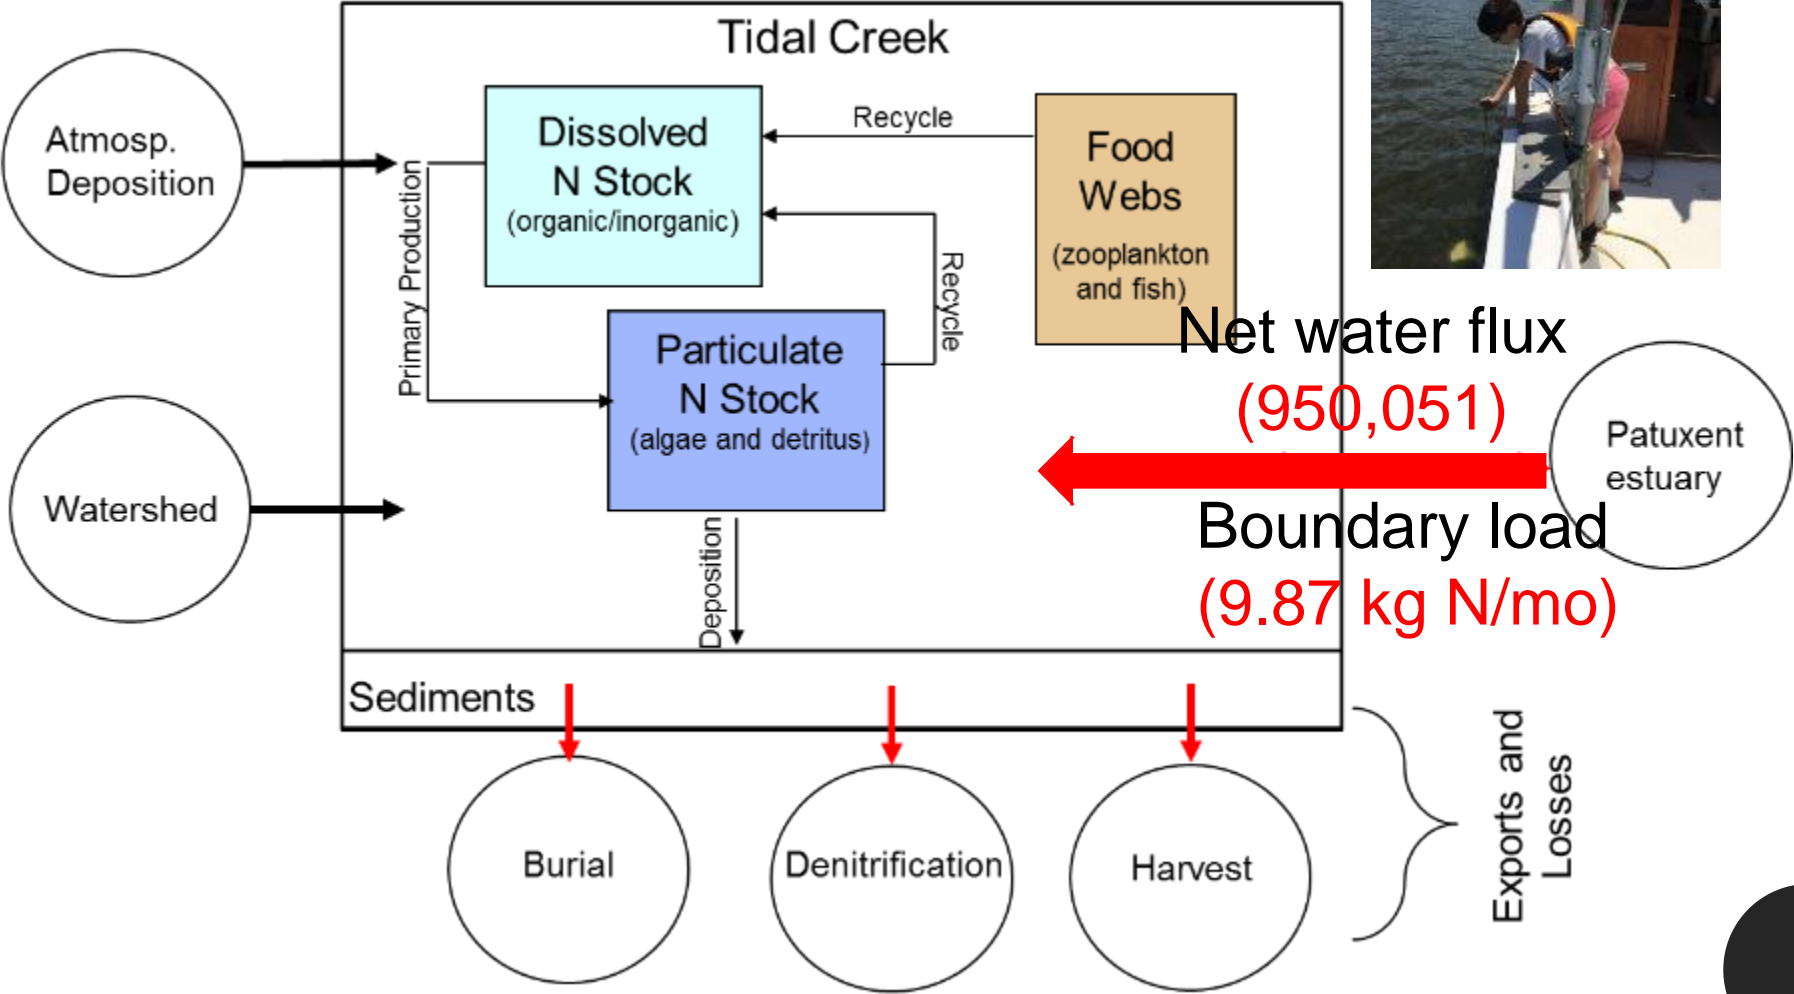 Tidal Creek
Atmosp.
Deposition
Dissolved
N Stock
(organic/inorganic)
Recycle
Food
Webs
(zooplankton
and fish)
Primary Production
Recycle
Particulate
N Stock
(algae and detritus)
Net water flux
(950,051)
Patuxent
estuary
Watershed
Boundary load
(9.87 kg N/mo)
Deposition
Sediments
Burial
Denitrification
Harvest
Exports and
Losses